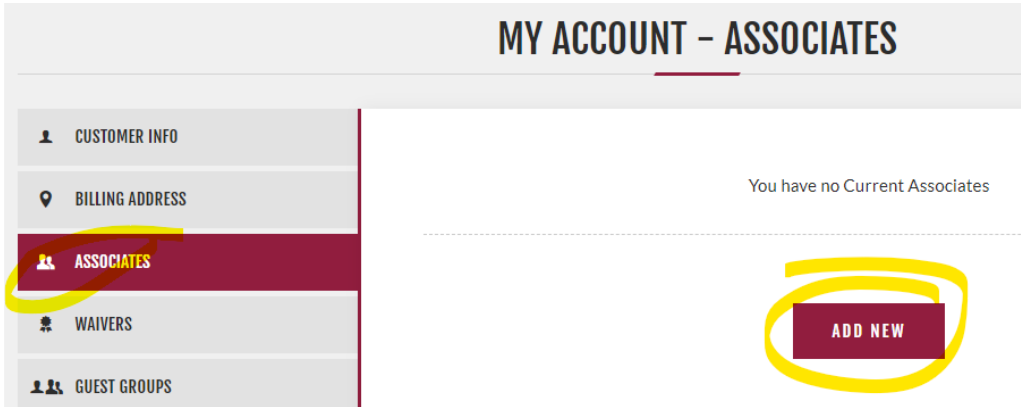 MY ACCOUNT – ASSOCIATES
CUSTOMER INFO
BILLING ADDRESS
ASSOCIATES
WAIVERS
GUEST GROUPS
You have no Current Associates
ADD NEW